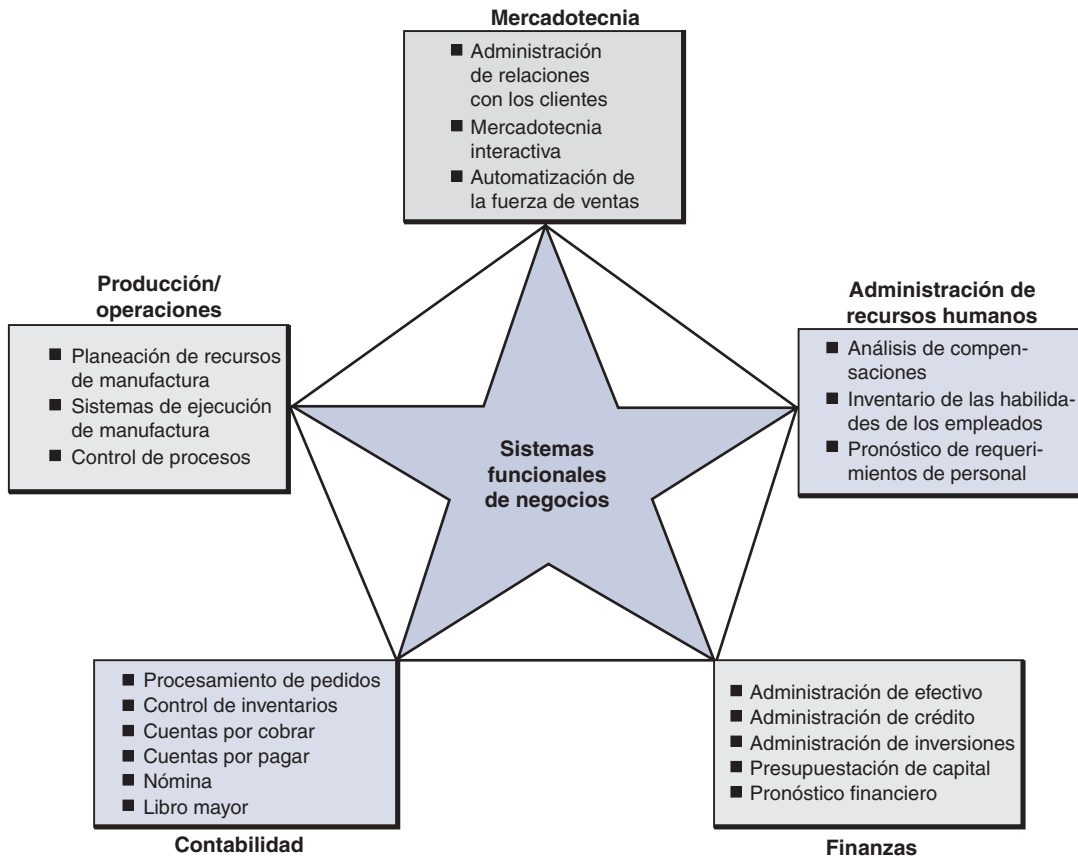 Mercadotecnia
■ Administración
de relaciones
con los clientes
■ Mercadotecnia
interactiva
■ Automatización de
la fuerza de ventas
Producción/
operaciones
■ Planeación de recursos
de manufactura
■ Sistemas de ejecución
de manufactura
■ Control de procesos
Administración de
recursos humanos
■ Análisis de compen-
saciones
■ Inventario de las habilida-
des de los empleados
■ Pronóstico de requeri-
mientos de personal
Sistemas
funcionales
de negocios
■ Procesamiento de pedidos
■ Control de inventarios
■ Cuentas por cobrar
■ Cuentas por pagar
■ Nómina
■ Libro mayor
Contabilidad
■ Administración de efectivo
■ Administración de crédito
■ Administración de inversiones
■ Presupuestación de capital
■ Pronóstico financiero
Finanzas